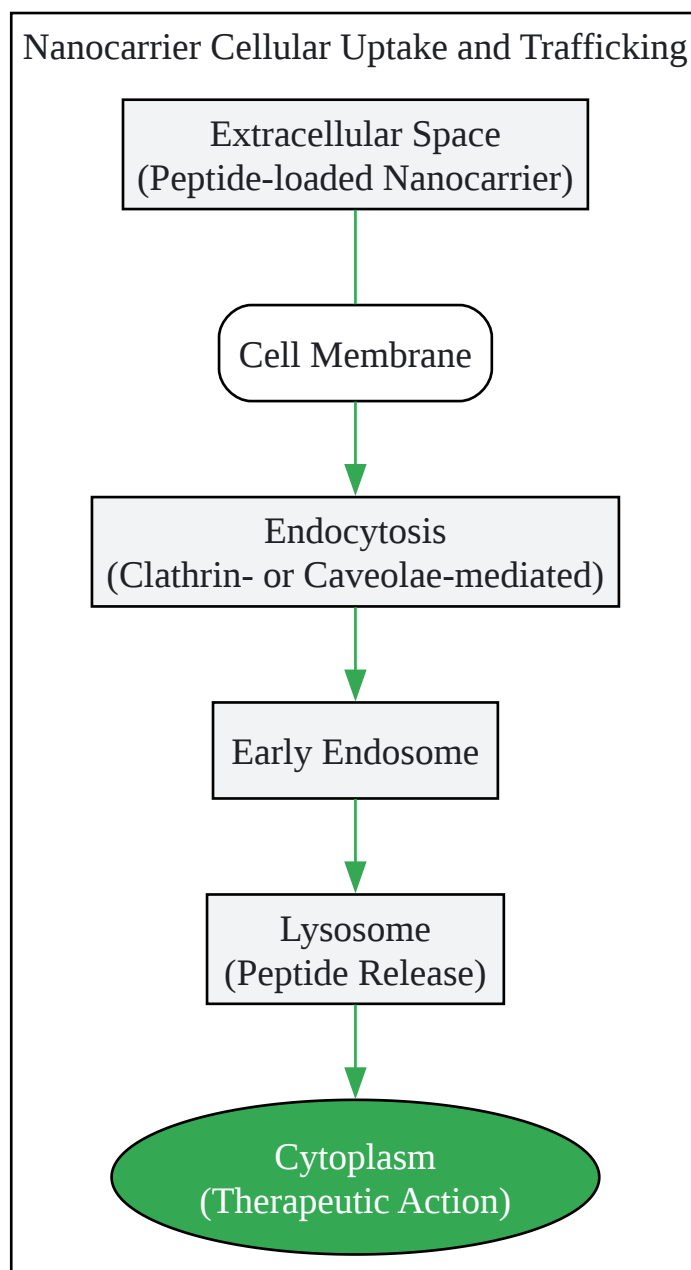 Nanocarrier Cellular Uptake and Trafficking
Extracellular Space
(Peptide-loaded Nanocarrier)
Cell Membrane
Endocytosis
(Clathrin- or Caveolae-mediated)
Early Endosome
Lysosome
(Peptide Release)
Cytoplasm
(Therapeutic Action)